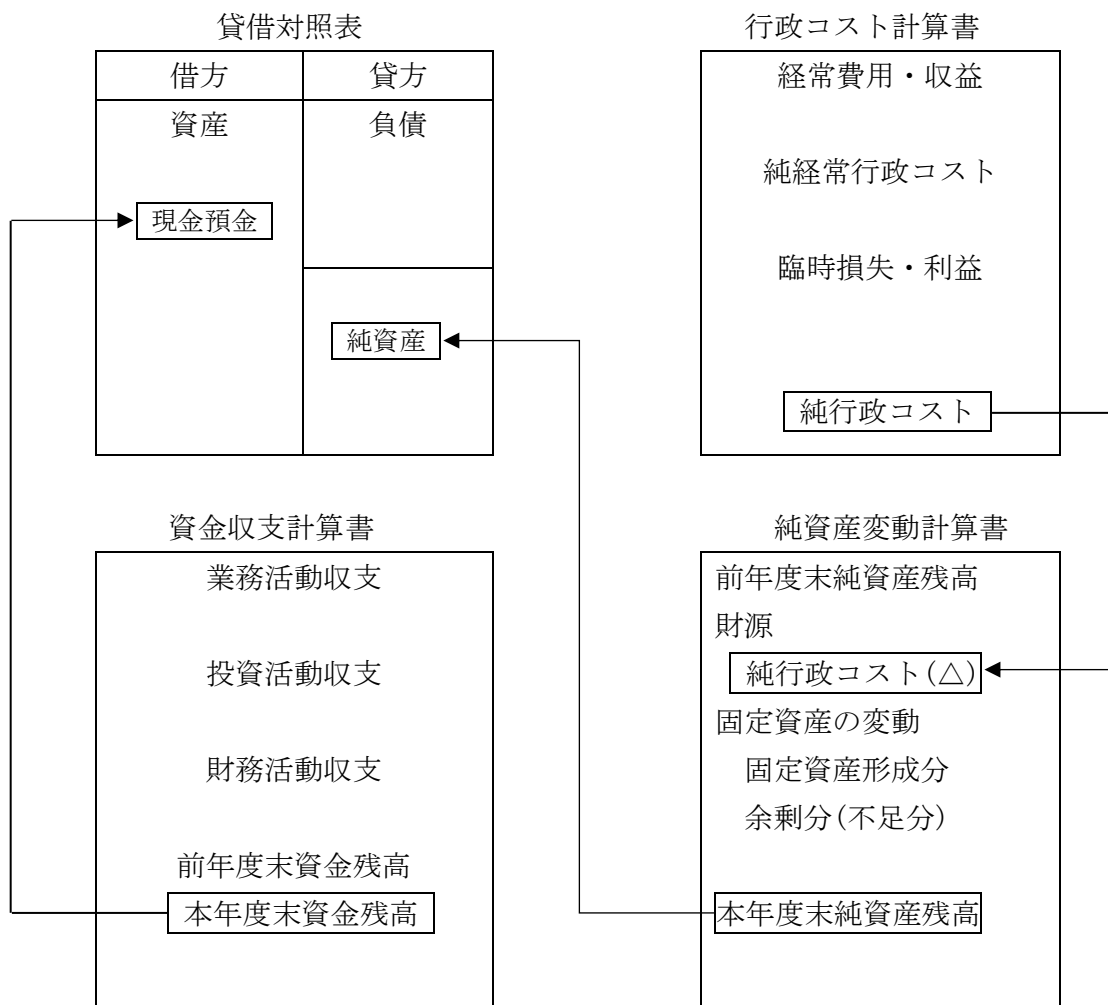 貸借対照表
借方 貸方
資産 負債
現金預金
純資産
行政コスト計算書
経常費用・収益
純経常行政コスト
臨時損失・利益
純行政コスト
資金収支計算書
業務活動収支
投資活動収支
財務活動収支
前年度末資金残高
本年度末資金残高
純資産変動計算書
前年度末純資産残高
財源
純行政コスト(△)
固定資産の変動
固定資産形成分
余剰分(不足分)
本年度末純資産残高